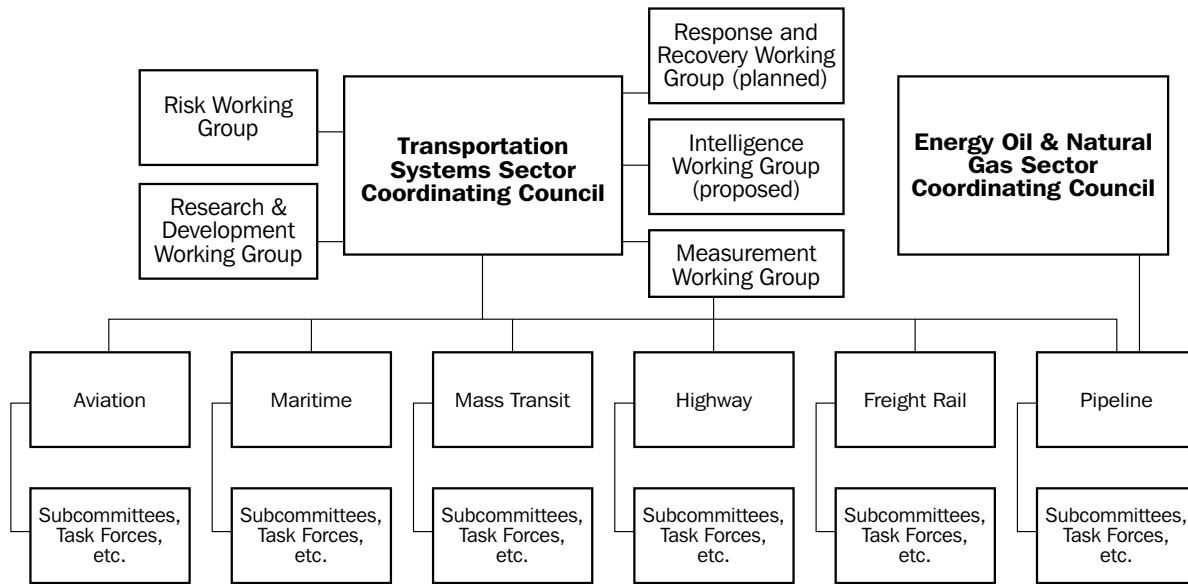 Response and
Recovery Working
Group (planned)
Risk Working
Group
Transportation
Systems Sector
Coordinating Council
Intelligence
Working Group
(proposed)
Energy Oil & Natural
Gas Sector
Coordinating Council
Research &
Development
Working Group
Measurement
Working Group
Aviation
Maritime
Mass Transit
Highway
Freight Rail
Pipeline
Subcommittees,
Task Forces,
etc.
Subcommittees,
Task Forces,
etc.
Subcommittees,
Task Forces,
etc.
Subcommittees,
Task Forces,
etc.
Subcommittees,
Task Forces,
etc.
Subcommittees,
Task Forces,
etc.